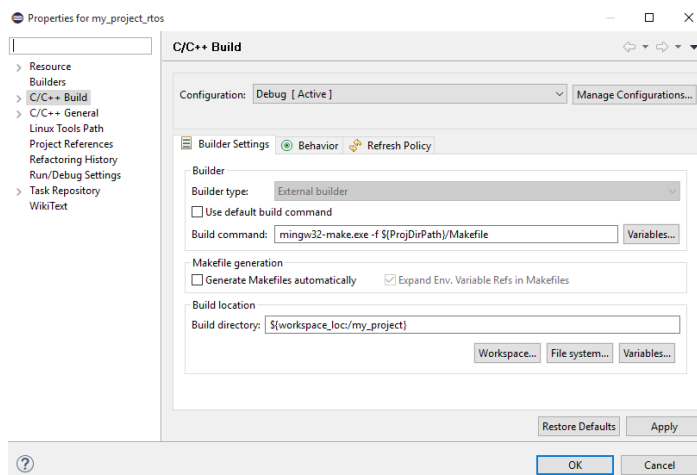 Properties for my_project_rtos
C/C++ Build
Resource
Builders
C/C++ Build
C/C++ General
Linux Tools Path
Project References
Refactoring History
Run/Debug Settings
Task Repository
WikiText
Configuration: Debug [ Active ] Manage Configurations...
Builder Settings Behavior Refresh Policy
Builder
Builder type: External builder
Use default build command
Build command: mingw32-make.exe -f ${ProjDirPath}/Makefile Variables...
Makefile generation
Generate Makefiles automatically Expand Env. Variable Refs in Makefiles
Build location
Build directory: ${workspace_loc:/my_project}
Workspace... File system... Variables...
Restore Defaults Apply
? OK Cancel